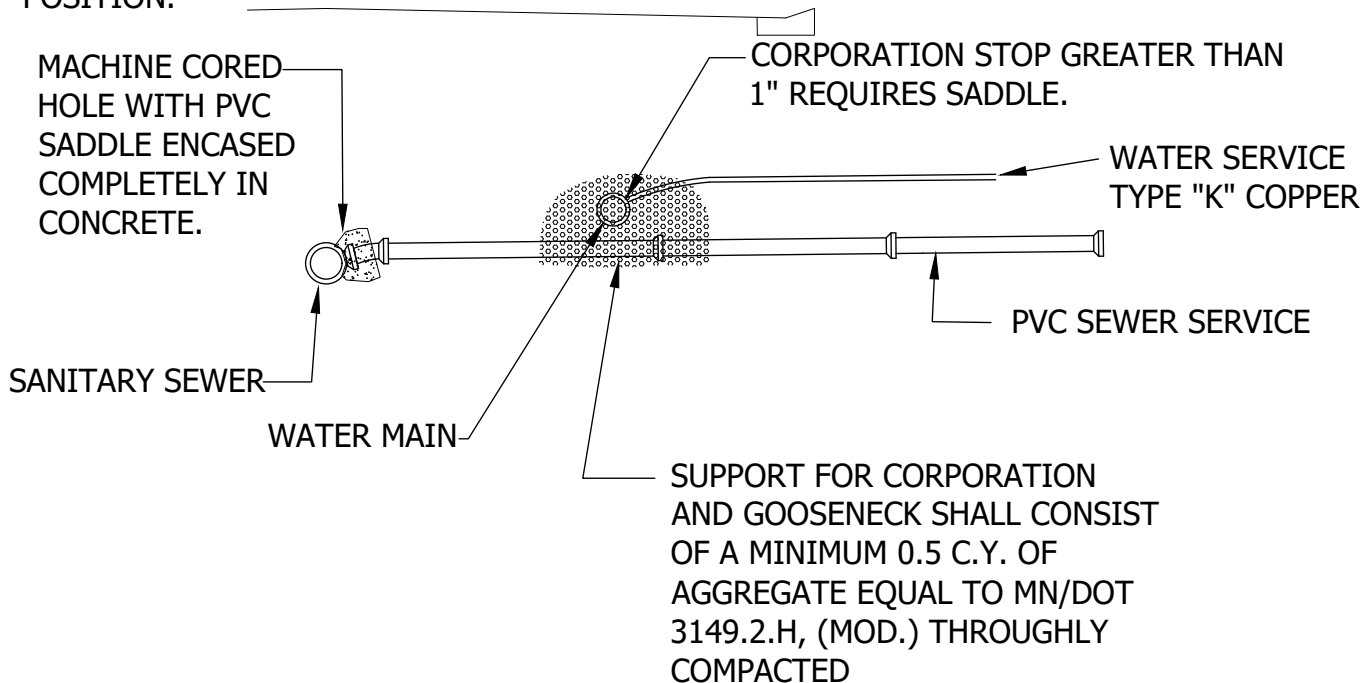 POSITION.
MACHINE CORED
HOLE WITH PVC
SADDLE ENCASED
COMPLETELY IN
CONCRETE.
CORPORATION STOP GREATER THAN
1" REQUIRES SADDLE.
WATER SERVICE
TYPE "K" COPPER
PVC SEWER SERVICE
SANITARY SEWER
WATER MAIN
SUPPORT FOR CORPORATION
AND GOOSENECK SHALL CONSIST
OF A MINIMUM 0.5 C.Y. OF
AGGREGATE EQUAL TO MN/DOT
3149.2.H, (MOD.) THROUGHLY
COMPACTED